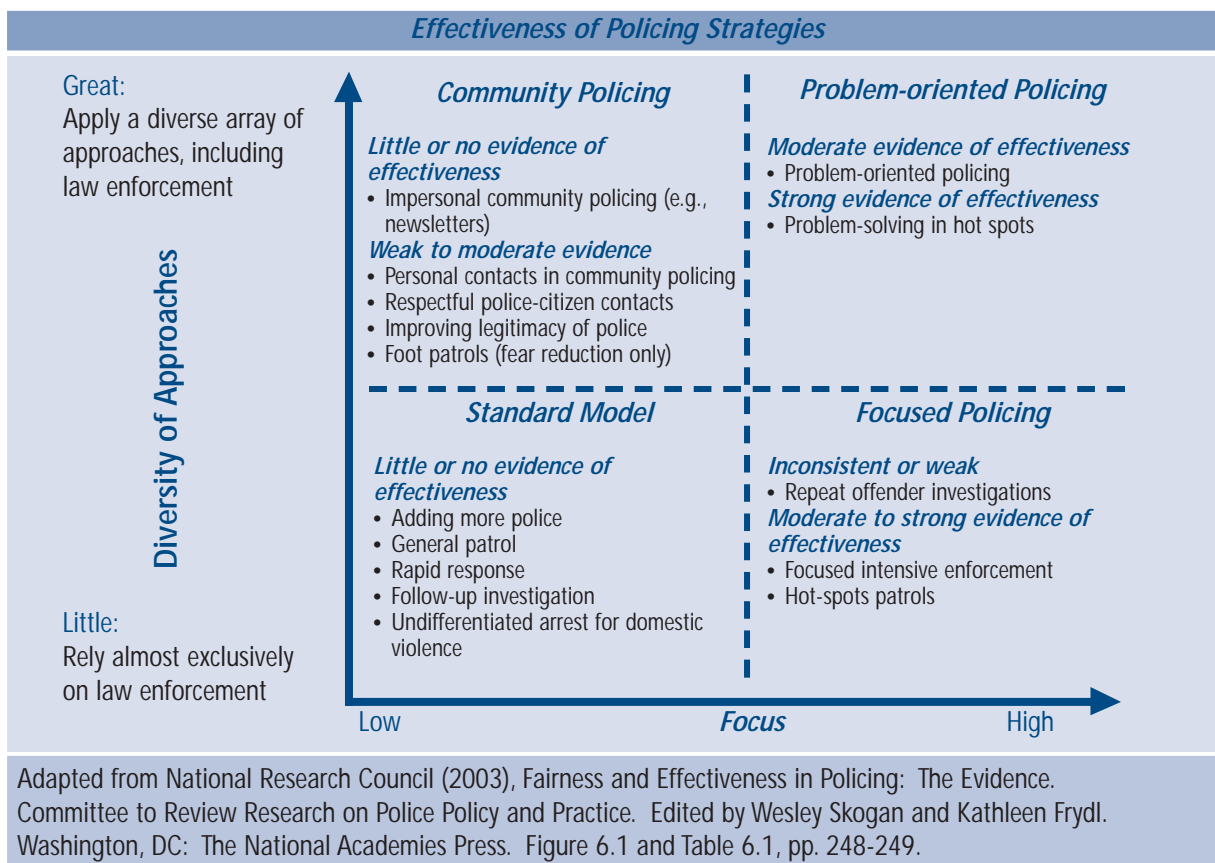 Effectiveness of Policing Strategies
Great:
Apply a diverse array of
approaches, including
law enforcement
Diversity of Approaches
Little:
Rely almost exclusively
on law enforcement
Community Policing
Little or no evidence of
effectiveness
• Impersonal community policing (e.g.,
newsletters)
Weak to moderate evidence
• Personal contacts in community policing
• Respectful police-citizen contacts
• Improving legitimacy of police
• Foot patrols (fear reduction only)
Problem-oriented Policing
Moderate evidence of effectiveness
• Problem-oriented policing
Strong evidence of effectiveness
• Problem-solving in hot spots
Standard Model
Little or no evidence of
effectiveness
• Adding more police
• General patrol
• Rapid response
• Follow-up investigation
• Undifferentiated arrest for domestic
violence
Focused Policing
Inconsistent or weak
• Repeat offender investigations
Moderate to strong evidence of
effectiveness
• Focused intensive enforcement
• Hot-spots patrols
Low
Focus
High
Adapted from National Research Council (2003), Fairness and Effectiveness in Policing: The Evidence.
Committee to Review Research on Police Policy and Practice. Edited by Wesley Skogan and Kathleen Frydl.
Washington, DC: The National Academies Press. Figure 6.1 and Table 6.1, pp. 248-249.